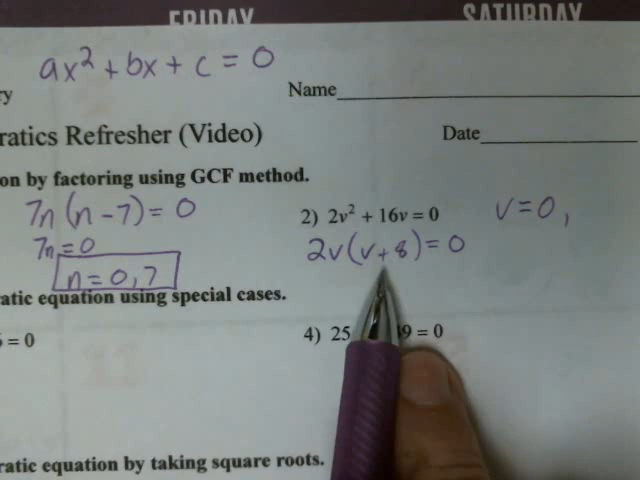 FRIDAY SATURDAY
ax² + bx + c = 0
ry Name
ratics Refresher (Video) Date
on by factoring using GCF method.
7n(n - 7) = 0 2) 2v² + 16v = 0 v = 0,
7n = 0 2v(v + 8) = 0
n = 0, 7
atic equation using special cases.
= 0 4) 25 9 = 0
ratic equation by taking square roots.